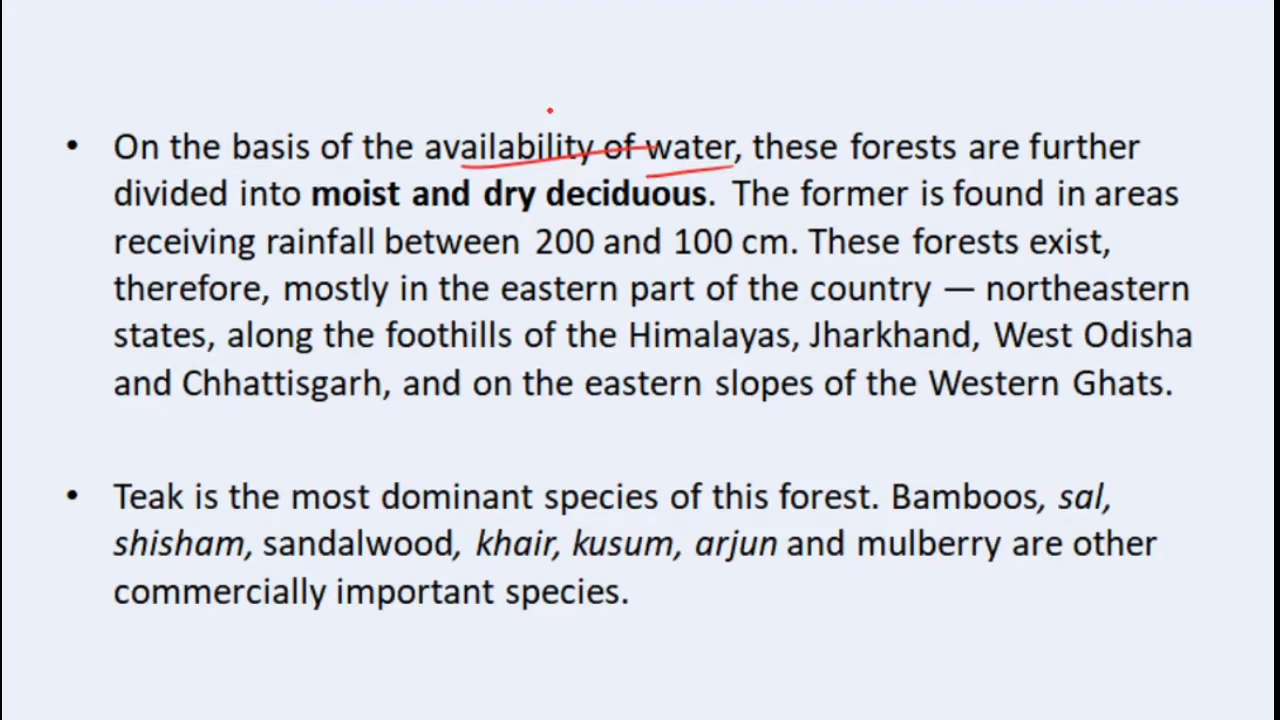 • On the basis of the availability of water, these forests are further
divided into moist and dry deciduous. The former is found in areas
receiving rainfall between 200 and 100 cm. These forests exist,
therefore, mostly in the eastern part of the country — northeastern
states, along the foothills of the Himalayas, Jharkhand, West Odisha
and Chhattisgarh, and on the eastern slopes of the Western Ghats.
• Teak is the most dominant species of this forest. Bamboos, sal,
shisham, sandalwood, khair, kusum, arjun and mulberry are other
commercially important species.